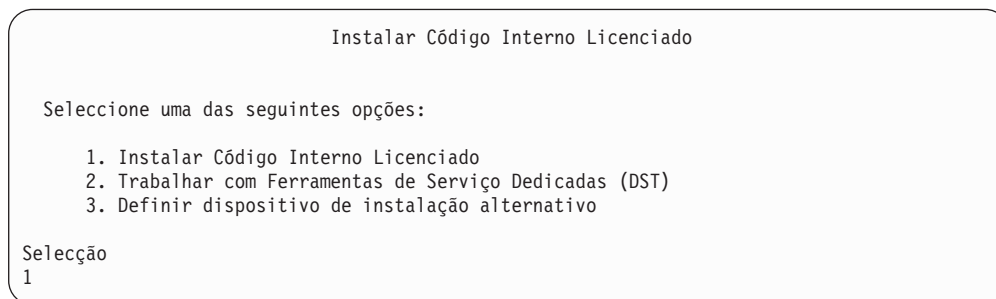 Instalar Código Interno Licenciado
Seleccione uma das seguintes opções:
1. Instalar Código Interno Licenciado
2. Trabalhar com Ferramentas de Serviço Dedicadas (DST)
3. Definir dispositivo de instalação alternativo
Selecção
1